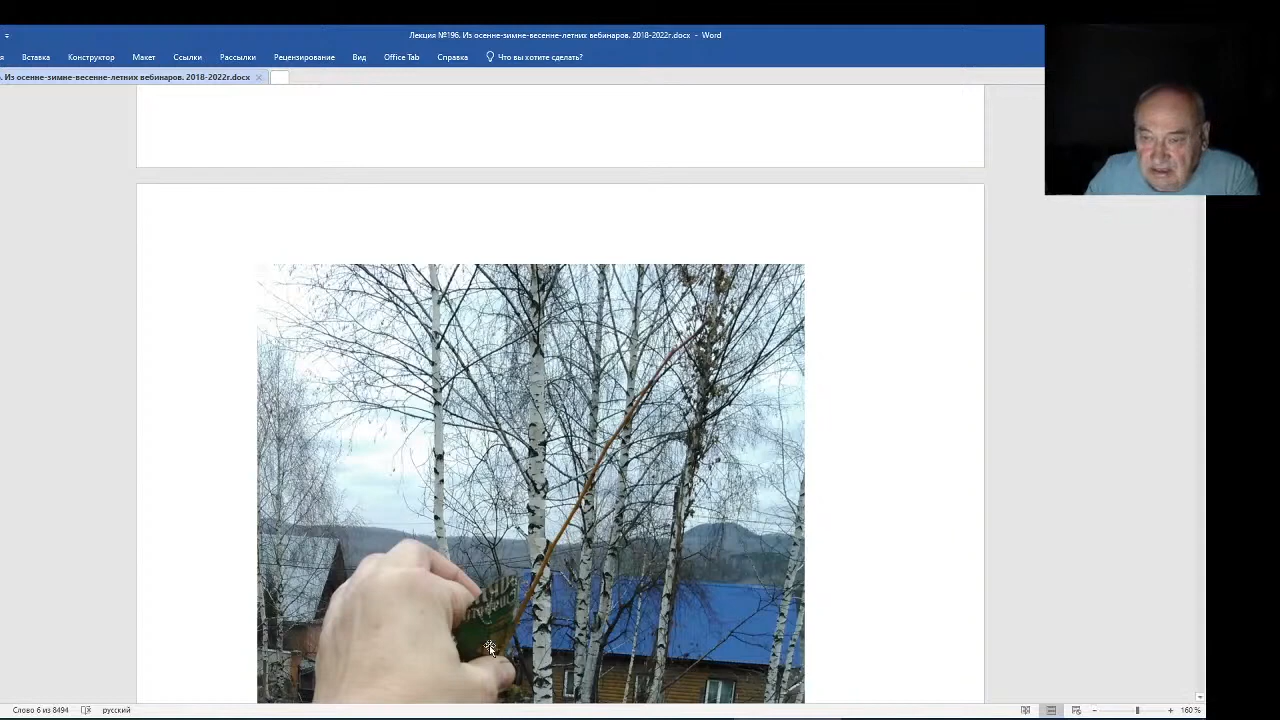 Лекция №196. Из осенне-зимне-весенне-летних вебинаров. 2018-2022г.docx - Word
Вставка Конструктор Макет Ссылки Рассылки Рецензирование Вид Office Tab Справка Что вы хотите сделать?
. Из осенне-зимне-весенне-летних вебинаров. 2018-2022г.docx
Слово 6 из 8494 русский 160 %